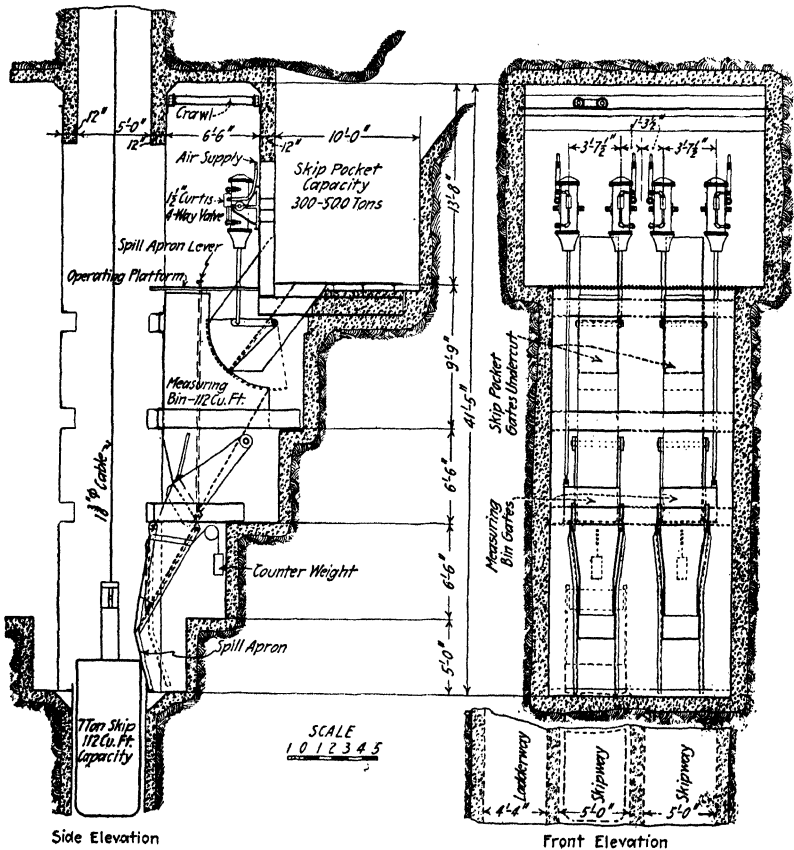 Crawl
12"
5'-0"
12"
6'-6"
12"
10'-0"
Air Supply
Skip Pocket
Capacity
300-500 Tons
1½" Curtis
4-Way Valve
Spill Apron Lever
Operating Platform
13'-8"
Measuring
Bin-112 Cu. Ft.
9'-9"
41'-5"
6'-6"
Counter Weight
6'-6"
Spill Apron
5'-0"
7 Ton Skip
112 Cu. Ft.
Capacity
SCALE
1 0 1 2 3 4 5
Side Elevation
1'-3½"
3'-7½"
3'-7½"
Skip Pocket
Gates Undercut
Measuring
Bin Gates
Ladderway
Skipway
Skipway
4'-4"
5'-0"
5'-0"
Front Elevation